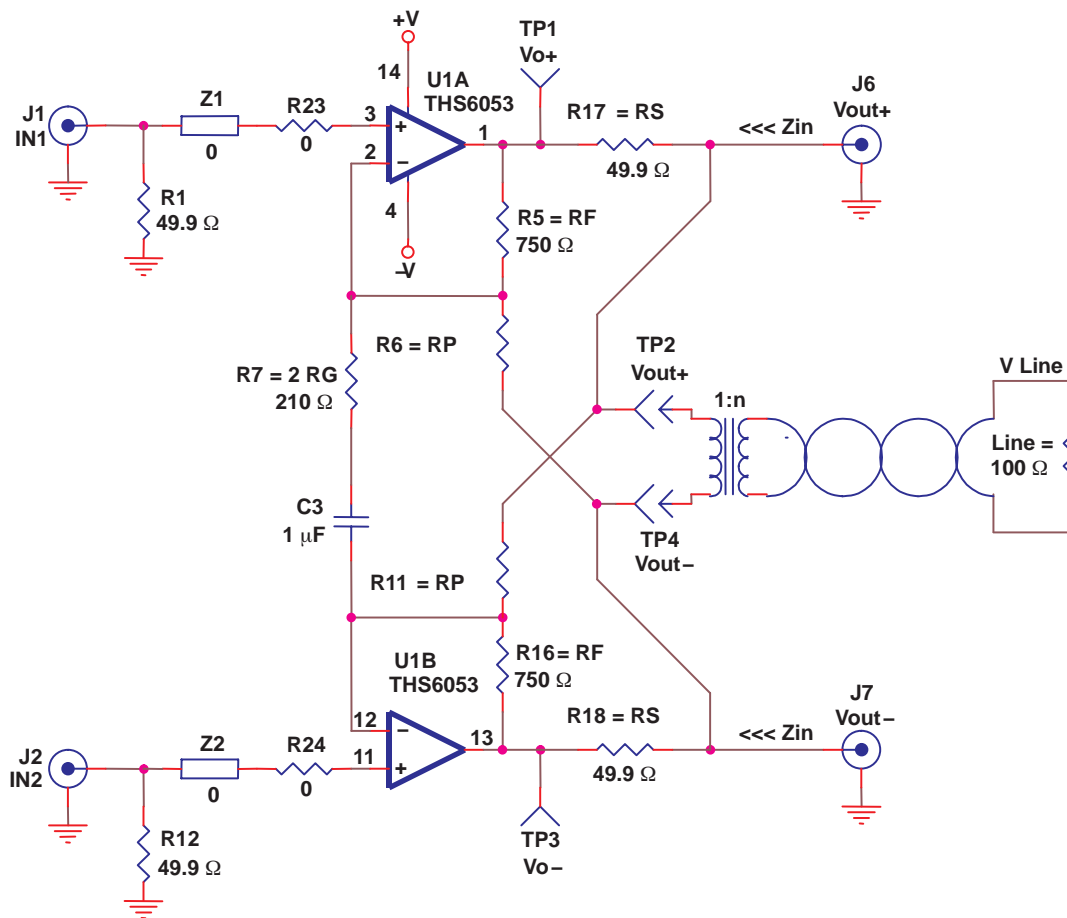 +V
TP1
Vo+
14
U1A
THS6053
J1
IN1
Z1
0
R23
0
3
+
2
−
1
4
−V
R17 = RS
49.9 Ω
<<< Zin
J6
Vout+
R1
49.9 Ω
R5 = RF
750 Ω
R6 = RP
R7 = 2 RG
210 Ω
TP2
Vout+
1:n
V Line
Line =
100 Ω
C3
1 μF
TP4
Vout−
R11 = RP
R16 = RF
750 Ω
U1B
THS6053
12
−
11
+
13
R18 = RS
49.9 Ω
<<< Zin
J7
Vout−
J2
IN2
Z2
0
R24
0
R12
49.9 Ω
TP3
Vo−